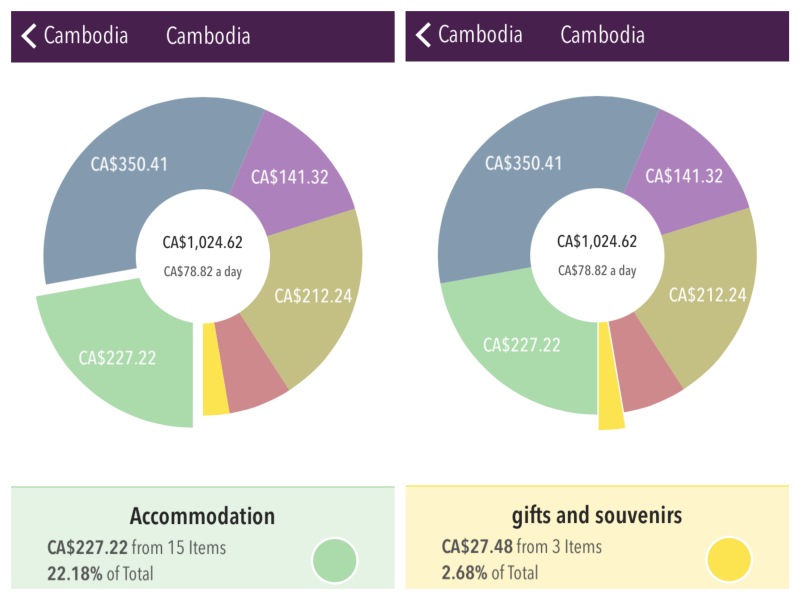 Cambodia Cambodia
CA$350.41
CA$141.32
CA$1,024.62
CA$78.82 a day
CA$212.24
CA$227.22
Accommodation
CA$227.22 from 15 Items
22.18% of Total
Cambodia Cambodia
CA$350.41
CA$141.32
CA$1,024.62
CA$78.82 a day
CA$212.24
CA$227.22
gifts and souvenirs
CA$27.48 from 3 Items
2.68% of Total